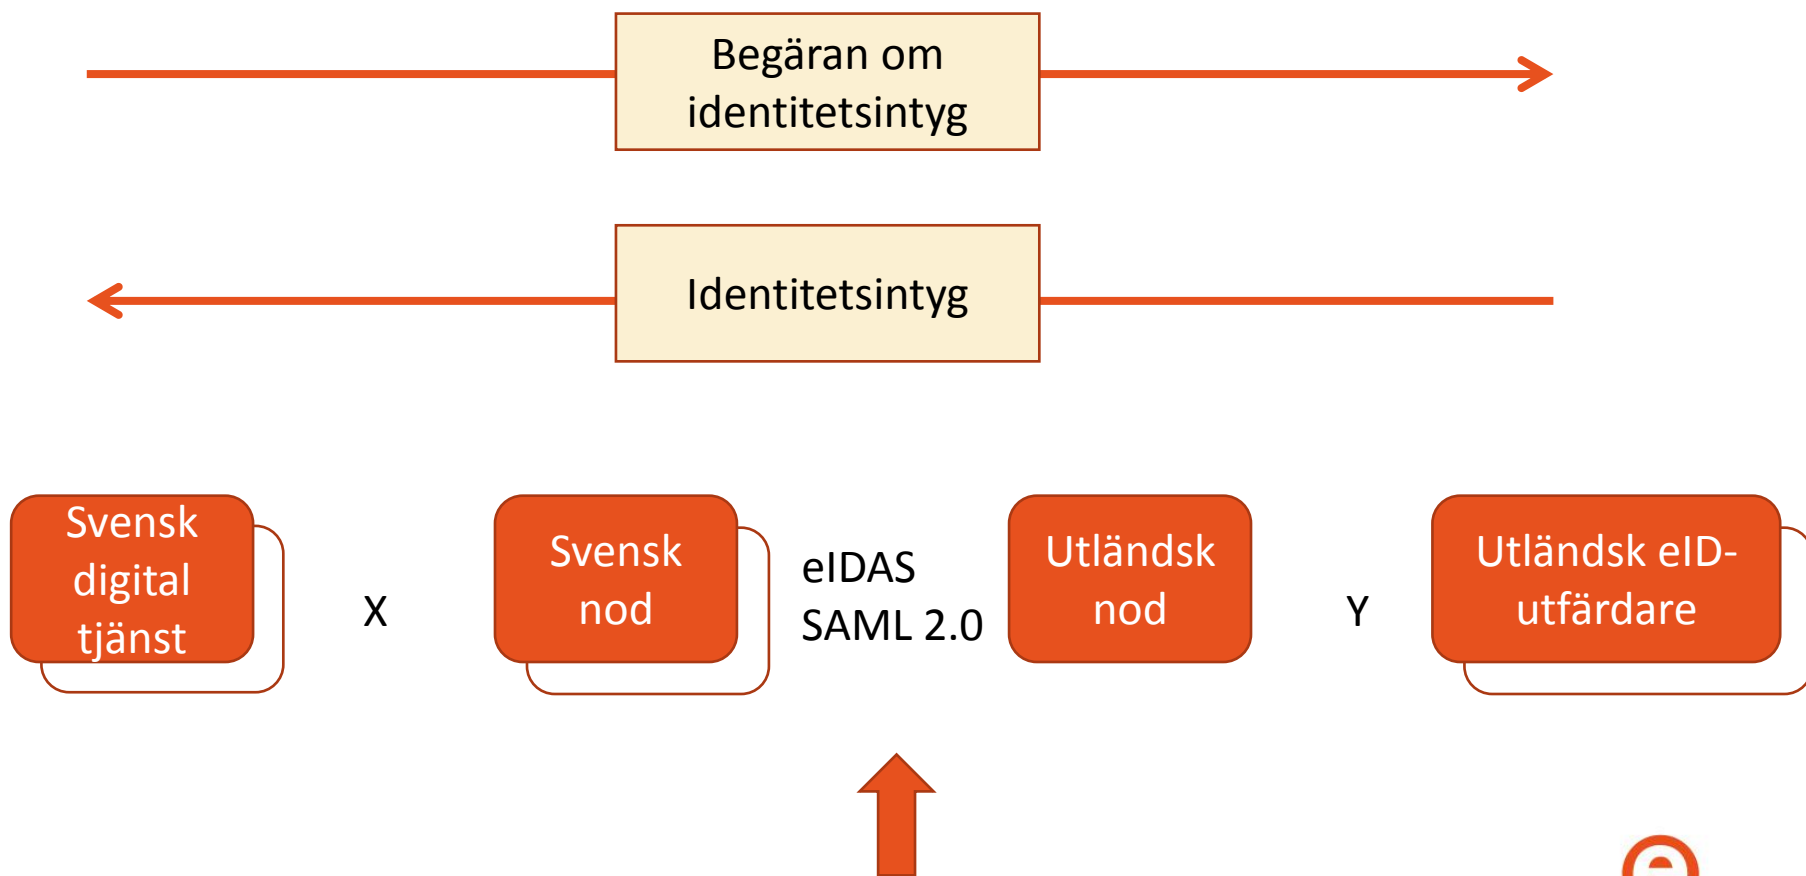 Begäran om
identitetsintyg
Identitetsintyg
Svensk
digital
tjänst
X
Svensk
nod
eIDAS
SAML 2.0
Utländsk
nod
Y
Utländsk eID-
utfärdare